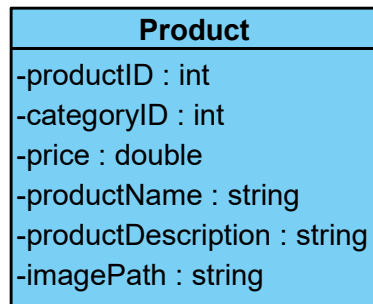 Product
-productID : int
-categoryID : int
-price : double
-productName : string
-productDescription : string
-imagePath : string